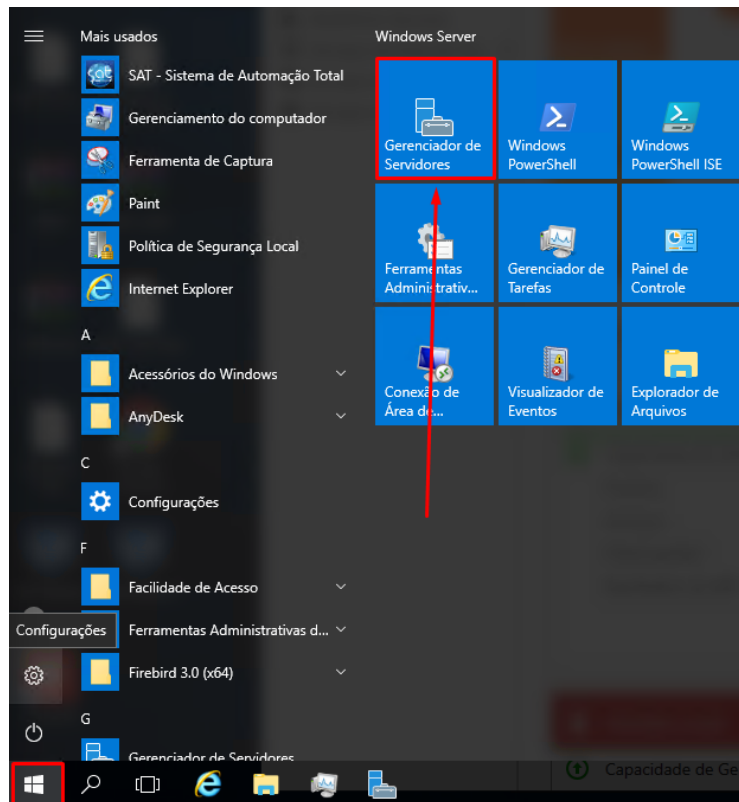 Mais usados
SAT - Sistema de Automação Total
Gerenciamento do computador
Ferramenta de Captura
Paint
Política de Segurança Local
Internet Explorer
A
Acessórios do Windows
AnyDesk
C
Configurações
F
Facilidade de Acesso
Configurações
Ferramentas Administrativas d...
Firebird 3.0 (x64)
G
Gerenciador de Servidores
Windows Server
Gerenciador de
Servidores
Windows
PowerShell
Windows
PowerShell ISE
Ferramentas
Administrativ...
Gerenciador de
Tarefas
Painel de
Controle
Conexão de
Área de...
Visualizador de
Eventos
Explorador de
Arquivos
Capacidade de Ge